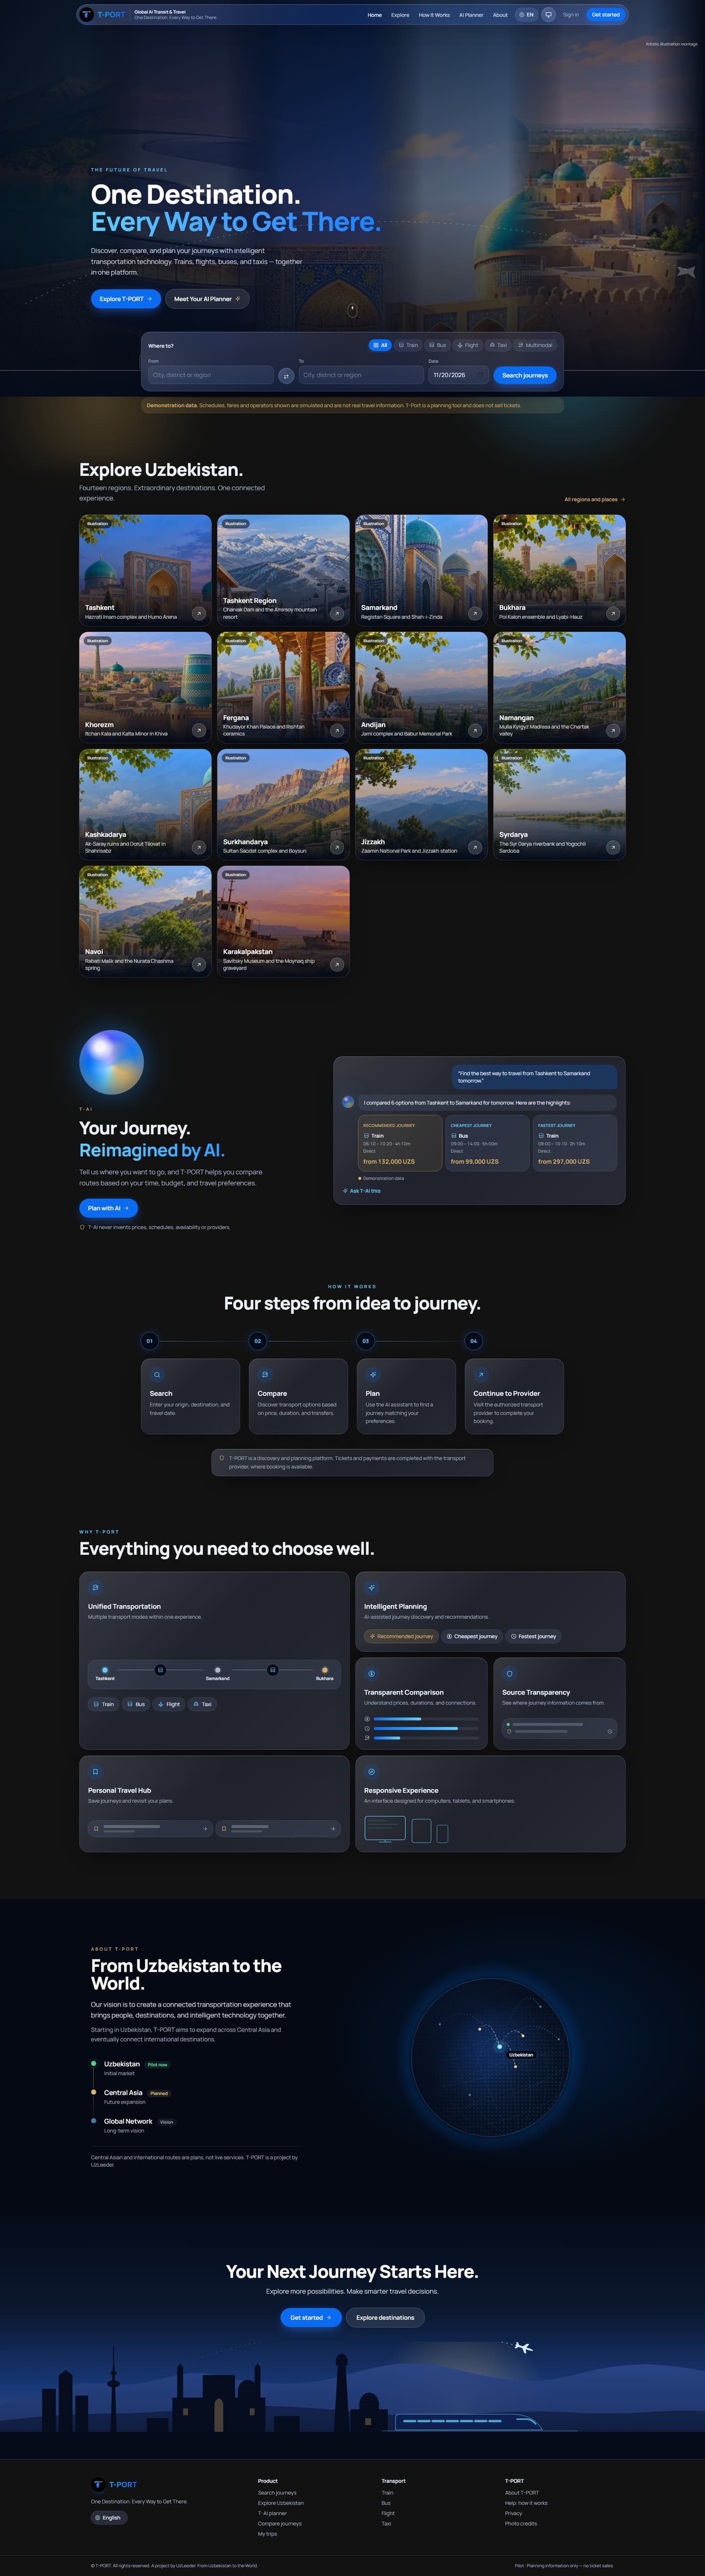 T-PORT
Global AI Transit & Travel
One Destination. Every Way to Get There.
Home
Explore
How It Works
AI Planner
About
EN
Sign in
Get started
Artistic illustration montage
THE FUTURE OF TRAVEL
One Destination.
Every Way to Get There.
Discover, compare, and plan your journeys with intelligent
transportation technology. Trains, flights, buses, and taxis — together
in one platform.
Explore T-PORT
Meet Your AI Planner
Where to?
All
Train
Bus
Flight
Taxi
Multimodal
From
To
Date
City, district or region
City, district or region
11/20/2026
Search journeys
Demonstration data. Schedules, fares and operators shown are simulated and are not real travel information. T-Port is a planning tool and does not sell tickets.
Explore Uzbekistan.
Fourteen regions. Extraordinary destinations. One connected
experience.
All regions and places
Illustration
Tashkent
Hazrati Imam complex and Humo Arena
Illustration
Tashkent Region
Charvak Dam and the Amirsoy mountain
resort
Illustration
Samarkand
Registan Square and Shah-i-Zinda
Illustration
Bukhara
Poi Kalon ensemble and Lyabi-Hauz
Illustration
Khorezm
Itchan Kala and Kalta Minor in Khiva
Illustration
Fergana
Khudayor Khan Palace and Rishtan
ceramics
Illustration
Andijan
Jami complex and Babur Memorial Park
Illustration
Namangan
Mulla Kyrgyz Madrasa and the Chartak
valley
Illustration
Kashkadarya
Ak-Saray ruins and Dorut Tilovat in
Shahrisabz
Illustration
Surkhandarya
Sultan Saodat complex and Boysun
Illustration
Jizzakh
Zaamin National Park and Jizzakh station
Illustration
Syrdarya
The Syr Darya riverbank and Yogochli
Sardoba
Illustration
Navoi
Rabati Malik and the Nurata Chashma
spring
Illustration
Karakalpakstan
Savitsky Museum and the Moynaq ship
graveyard
T-AI
Your Journey.
Reimagined by AI.
Tell us where you want to go, and T-PORT helps you compare
routes based on your time, budget, and travel preferences.
Plan with AI
T-AI never invents prices, schedules, availability or providers.
"Find the best way to travel from Tashkent to Samarkand
tomorrow."
I compared 6 options from Tashkent to Samarkand for tomorrow. Here are the highlights:
RECOMMENDED JOURNEY
Train
Direct
from 132,000 UZS
CHEAPEST JOURNEY
Bus
09:00 - 14:00 · 5h 00m
Direct
from 99,000 UZS
FASTEST JOURNEY
Train
08:00 - 10:10 · 2h 10m
Direct
from 297,000 UZS
Demonstration data
Ask T-AI this
HOW IT WORKS
Four steps from idea to journey.
01
02
03
04
Search
Enter your origin, destination, and
travel date.
Compare
Discover transport options based
on price, duration, and transfers.
Plan
Use the AI assistant to find a
journey matching your
preferences.
Continue to Provider
Visit the authorized transport
provider to complete your
booking.
T-PORT is a discovery and planning platform. Tickets and payments are completed with the transport
provider, where booking is available.
WHY T-PORT
Everything you need to choose well.
Unified Transportation
Multiple transport modes within one experience.
Tashkent
Samarkand
Bukhara
Train
Bus
Flight
Taxi
Intelligent Planning
AI-assisted journey discovery and recommendations.
Recommended journey
Cheapest journey
Fastest journey
Transparent Comparison
Understand prices, durations, and connections.
Source Transparency
See where journey information comes from.
Personal Travel Hub
Save journeys and revisit your plans.
Responsive Experience
An interface designed for computers, tablets, and smartphones.
ABOUT T-PORT
From Uzbekistan to the
World.
Our vision is to create a connected transportation experience that
brings people, destinations, and intelligent technology together.
Starting in Uzbekistan, T-PORT aims to expand across Central Asia and
eventually connect international destinations.
Uzbekistan
Pilot now
Initial market
Central Asia
Planned
Future expansion
Global Network
Vision
Long-term vision
Central Asian and international routes are plans, not live services. T-PORT is a project by
UzLeeder.
Uzbekistan
Your Next Journey Starts Here.
Explore more possibilities. Make smarter travel decisions.
Get started
Explore destinations
T-PORT
One Destination. Every Way to Get There.
English
Product
Search journeys
Explore Uzbekistan
T-AI planner
Compare journeys
My trips
Transport
Train
Bus
Flight
Taxi
T-PORT
About T-PORT
Help: how it works
Privacy
Photo credits
© T-PORT. All rights reserved. A project by UzLeeder. From Uzbekistan to the World.
Pilot · Planning information only — no ticket sales.